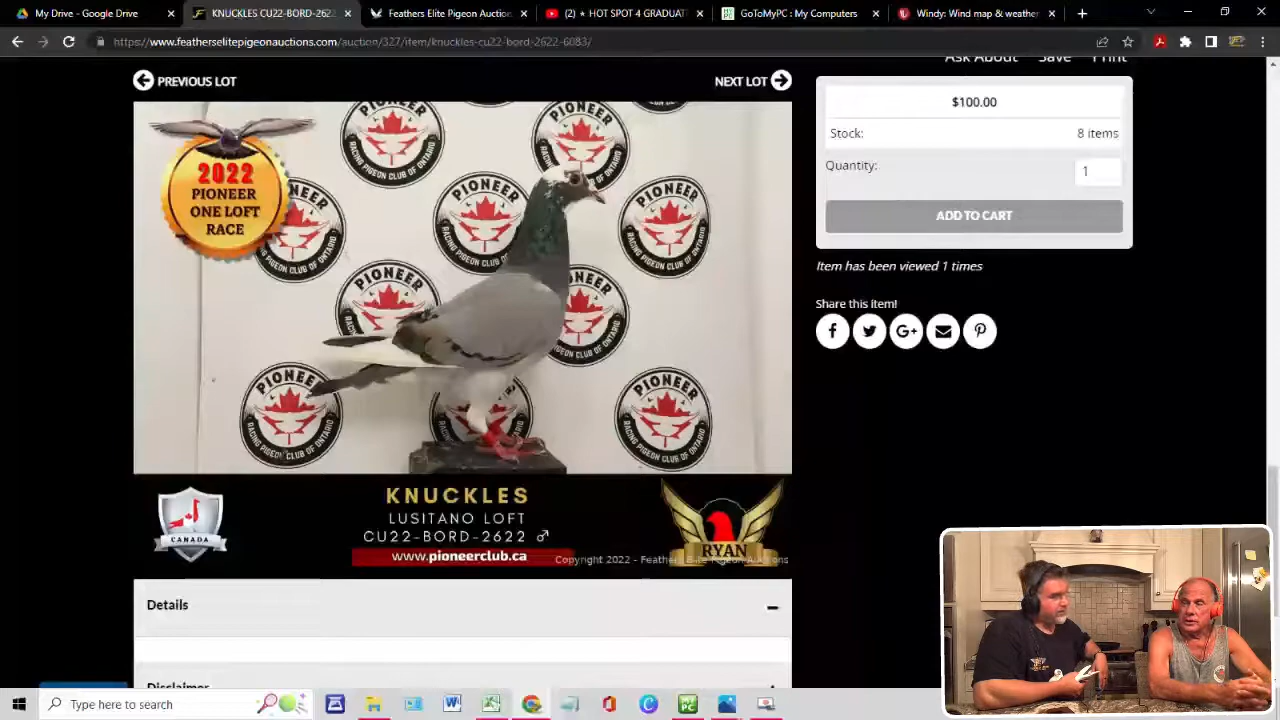 My Drive - Google Drive
KNUCKLES CU22-BORD-2622
Feathers Elite Pigeon Auction
(2) ★ HOT SPOT 4 GRADUAT
GoToMyPC : My Computers
Windy: Wind map & weather
https://www.featherselitepigeonauctions.com/auction/327/item/knuckles-cu22-bord-2622-6083/
Ask About Save Print
PREVIOUS LOT
NEXT LOT
$100.00
Stock: 8 items
Quantity: 1
ADD TO CART
Item has been viewed 1 times
Share this item!
2022
PIONEER
ONE LOFT
RACE
PIONEER
RACING PIGEON CLUB OF ONTARIO
CANADA
KNUCKLES
LUSITANO LOFT
CU22-BORD-2622 ♂
www.pioneerclub.ca
RYAN
Copyright 2022 - Feathers Elite Pigeon Auctions
Details
Disclaimer
Type here to search